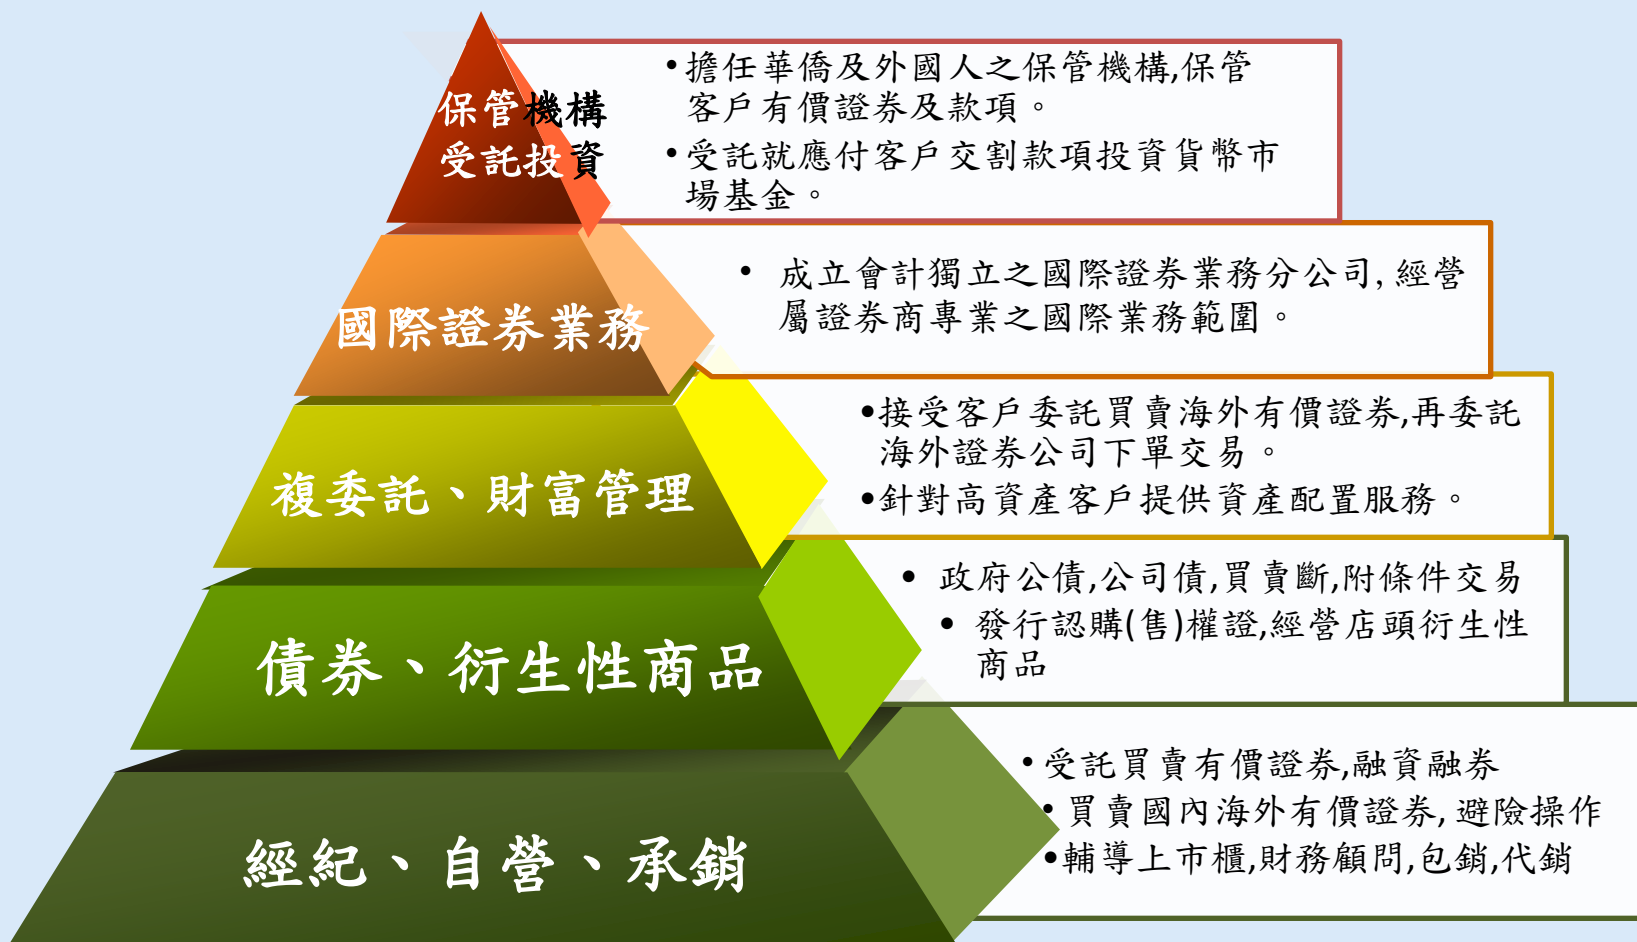 保管機構
受託投資
•擔任華僑及外國人之保管機構,保管
客戶有價證券及款項。
•受託就應付客戶交割款項投資貨幣市
場基金。
國際證券業務
• 成立會計獨立之國際證券業務分公司, 經營
屬證券商專業之國際業務範圍。
複委託、財富管理
•接受客戶委託買賣海外有價證券,再委託
海外證券公司下單交易。
•針對高資產客戶提供資產配置服務。
債券、衍生性商品
• 政府公債,公司債,買賣斷,附條件交易
• 發行認購(售)權證,經營店頭衍生性
商品
經紀、自營、承銷
•受託買賣有價證券,融資融券
• 買賣國內海外有價證券, 避險操作
•輔導上市櫃,財務顧問,包銷,代銷